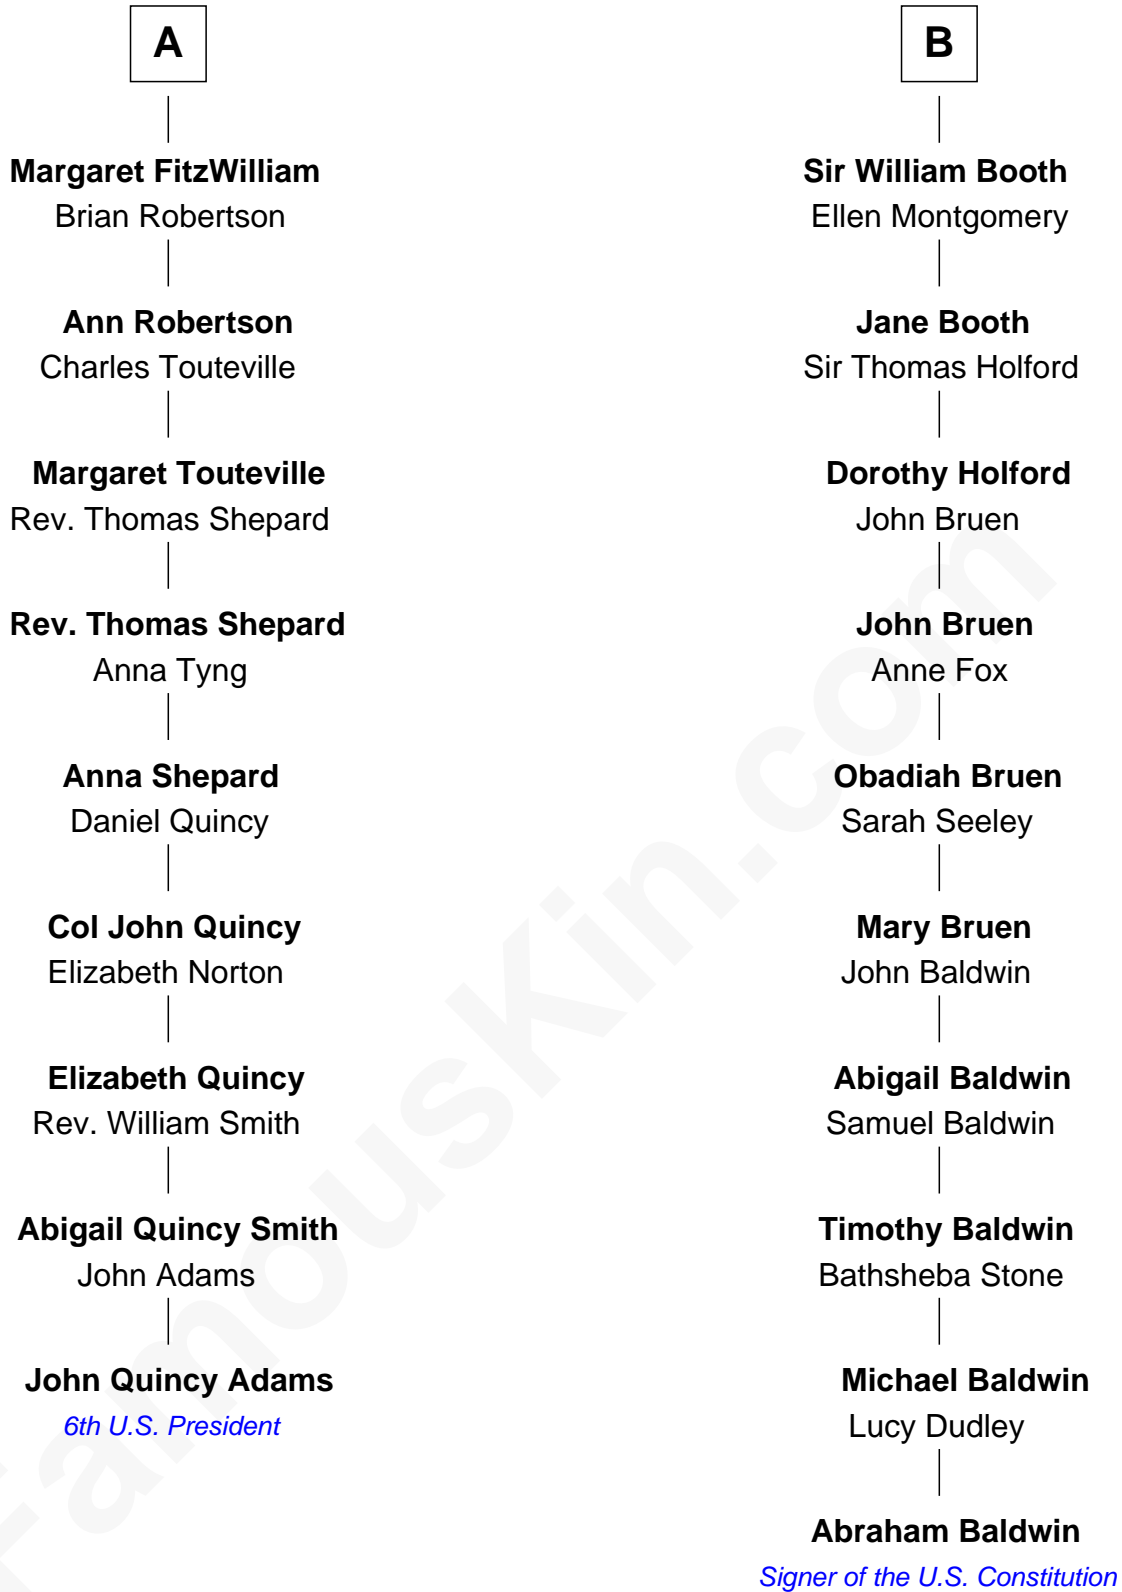 A
Margaret FitzWilliam
Brian Robertson
Ann Robertson
Charles Touteville
Margaret Touteville
Rev. Thomas Shepard
Rev. Thomas Shepard
Anna Tyng
Anna Shepard
Daniel Quincy
Col John Quincy
Elizabeth Norton
Elizabeth Quincy
Rev. William Smith
Abigail Quincy Smith
John Adams
John Quincy Adams
6th U.S. President
B
Sir William Booth
Ellen Montgomery
Jane Booth
Sir Thomas Holford
Dorothy Holford
John Bruen
John Bruen
Anne Fox
Obadiah Bruen
Sarah Seeley
Mary Bruen
John Baldwin
Abigail Baldwin
Samuel Baldwin
Timothy Baldwin
Bathsheba Stone
Michael Baldwin
Lucy Dudley
Abraham Baldwin
Signer of the U.S. Constitution
FamousKin.com